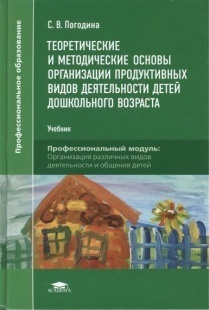 Профессиональное образование
С. В. Погодина
ТЕОРЕТИЧЕСКИЕ
И МЕТОДИЧЕСКИЕ ОСНОВЫ
ОРГАНИЗАЦИИ ПРОДУКТИВНЫХ
ВИДОВ ДЕЯТЕЛЬНОСТИ ДЕТЕЙ
ДОШКОЛЬНОГО ВОЗРАСТА
Учебник
Профессиональный модуль:
Организация различных видов
деятельности и общения детей
ACADEMIA